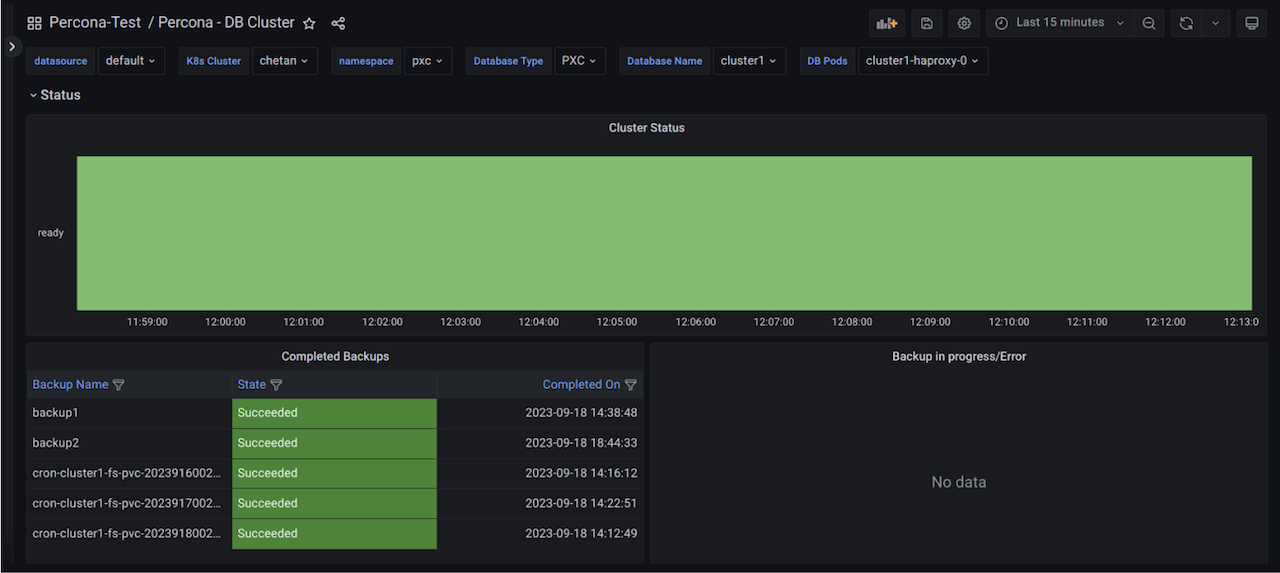 Percona-Test / Percona - DB Cluster
Last 15 minutes
datasource default K8s Cluster chetan namespace pxc Database Type PXC Database Name cluster1 DB Pods cluster1-haproxy-0
Status
Cluster Status
ready
11:59:00 12:00:00 12:01:00 12:02:00 12:03:00 12:04:00 12:05:00 12:06:00 12:07:00 12:08:00 12:09:00 12:10:00 12:11:00 12:12:00 12:13:0
Completed Backups
Backup Name State Completed On
backup1 Succeeded 2023-09-18 14:38:48
backup2 Succeeded 2023-09-18 18:44:33
cron-cluster1-fs-pvc-2023916002... Succeeded 2023-09-18 14:16:12
cron-cluster1-fs-pvc-2023917002... Succeeded 2023-09-18 14:22:51
cron-cluster1-fs-pvc-2023918002... Succeeded 2023-09-18 14:12:49
Backup in progress/Error
No data